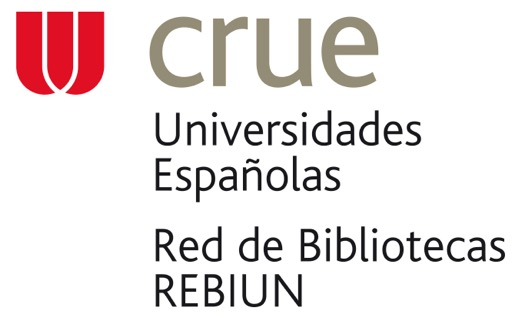 crue
Universidades
Españolas
Red de Bibliotecas
REBIUN